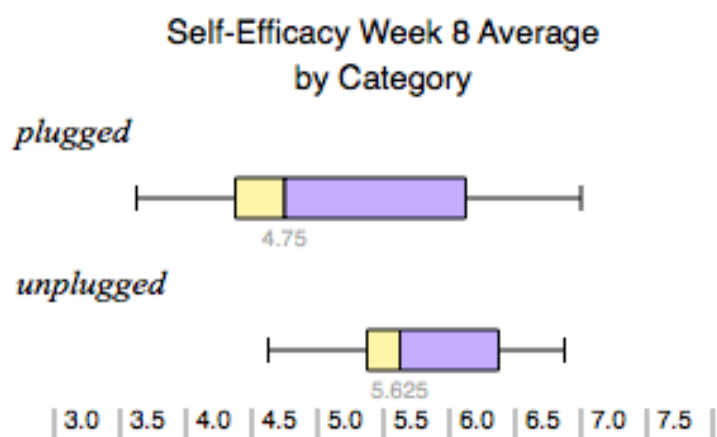 Self-Efficacy Week 8 Average
by Category
plugged
4.75
unplugged
5.625
3.0 3.5 4.0 4.5 5.0 5.5 6.0 6.5 7.0 7.5